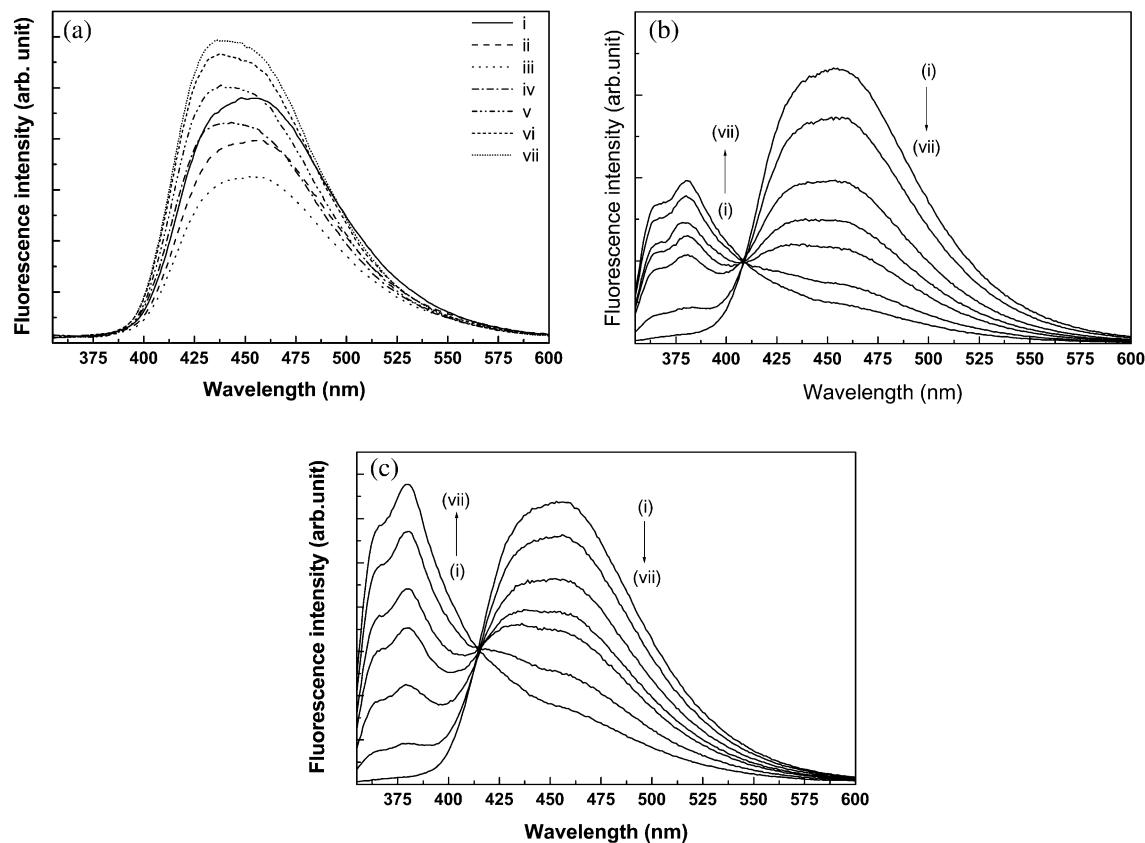 (a)
i
ii
iii
iv
v
vi
vii
Fluorescence intensity (arb. unit)
375 400 425 450 475 500 525 550 575 600
Wavelength (nm)
(b)
(i)
(vii)
(vii)
(i)
Fluorescence intensity (arb.unit)
375 400 425 450 475 500 525 550 575 600
Wavelength (nm)
(c)
(vii)
(i)
(i)
(vii)
Fluorescence intensity (arb.unit)
375 400 425 450 475 500 525 550 575 600
Wavelength (nm)